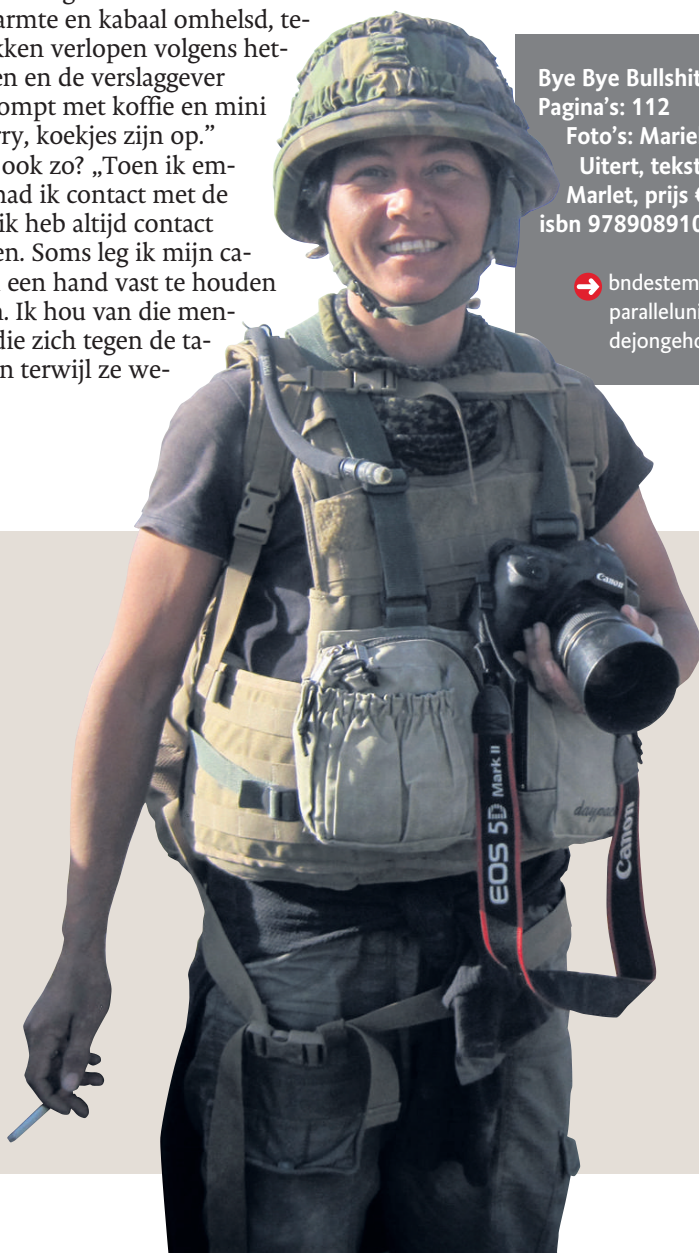 armte en kabaal omhelsd, te-
kken verlopen volgens het-
en en de verslaggever
ompt met koffie en mini
rry, koekjes zijn op.”
ook zo? „Toen ik em-
had ik contact met de
ik heb altijd contact
en. Soms leg ik mijn ca-
een hand vast te houden
n. Ik hou van die men-
die zich tegen de ta-
n terwijl ze we-
Bye Bye Bullshit
Pagina’s: 112
Foto’s: Marie
Uitert, tekst
Marlet, prijs €
isbn 978908910
bndestem
paralleluni
dejongeho
Canon
EOS 5D Mark II
daypac
Canon